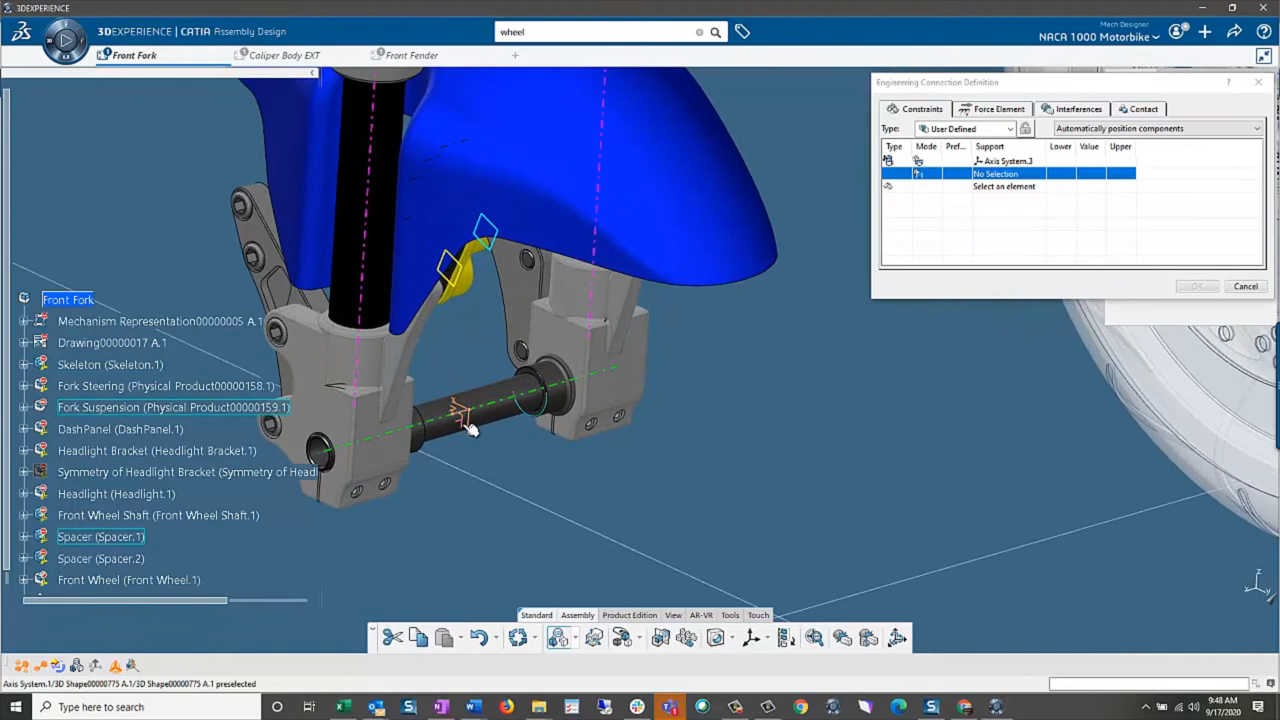 3DEXPERIENCE
3DEXPERIENCE | CATIA Assembly Design
wheel
Mech Designer
NACA 1000 Motorbike
Front Fork
Caliper Body EXT
Front Fender
Engineering Connection Definition
Constraints
Force Element
Interferences
Contact
Type:
User Defined
Automatically position components
Type
Mode
Pref...
Support
Lower
Value
Upper
Axis System.3
No Selection
Select an element
OK
Cancel
Front Fork
Mechanism Representation00000005 A.1
Drawing00000017 A.1
Skeleton (Skeleton.1)
Fork Steering (Physical Product00000158.1)
Fork Suspension (Physical Product00000159.1)
DashPanel (DashPanel.1)
Headlight Bracket (Headlight Bracket.1)
Symmetry of Headlight Bracket (Symmetry of Headl
Headlight (Headlight.1)
Front Wheel Shaft (Front Wheel Shaft.1)
Spacer (Spacer.1)
Spacer (Spacer.2)
Front Wheel (Front Wheel.1)
Standard
Assembly
Product Edition
View
AR-VR
Tools
Touch
Axis System.1/3D Shape00000775 A.1/3D Shape00000775 A.1 preselected
Type here to search
9:48 AM
9/17/2020